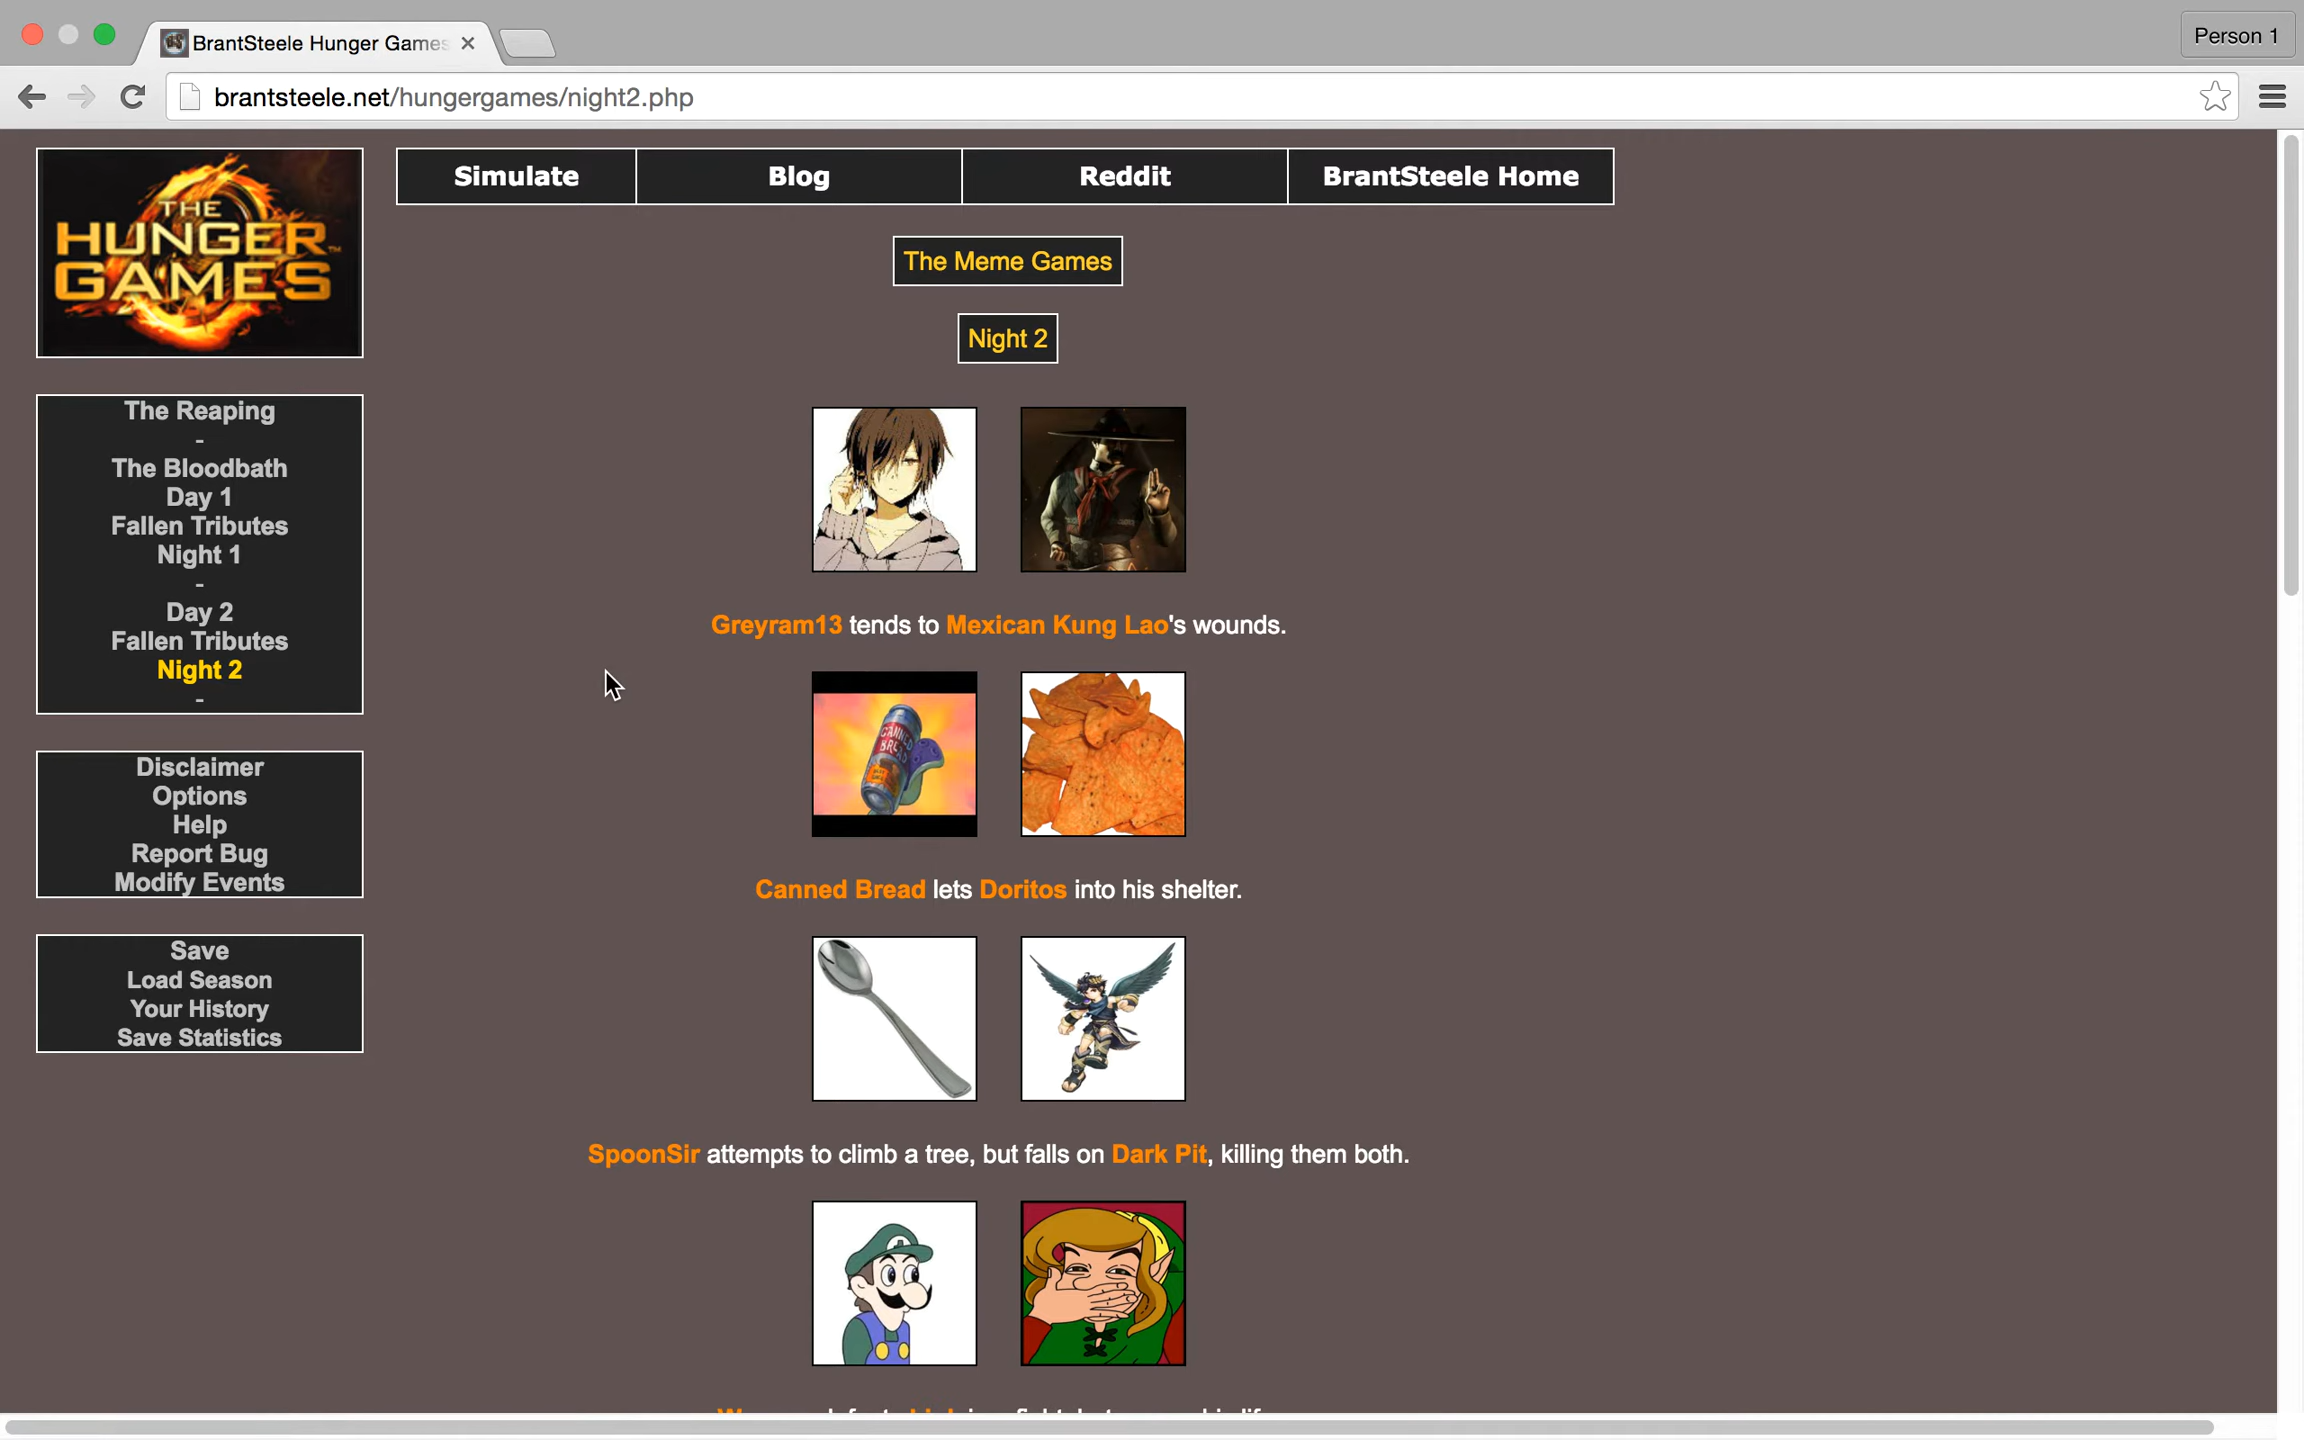 BrantSteele Hunger Games
Person 1
brantsteele.net/hungergames/night2.php
THE
HUNGER
GAMES
Simulate
Blog
Reddit
BrantSteele Home
The Meme Games
Night 2
The Reaping
-
The Bloodbath
Day 1
Fallen Tributes
Night 1
-
Day 2
Fallen Tributes
Night 2
-
Disclaimer
Options
Help
Report Bug
Modify Events
Save
Load Season
Your History
Save Statistics
Greyram13 tends to Mexican Kung Lao's wounds.
CANNED
BREAD
Canned Bread lets Doritos into his shelter.
SpoonSir attempts to climb a tree, but falls on Dark Pit, killing them both.